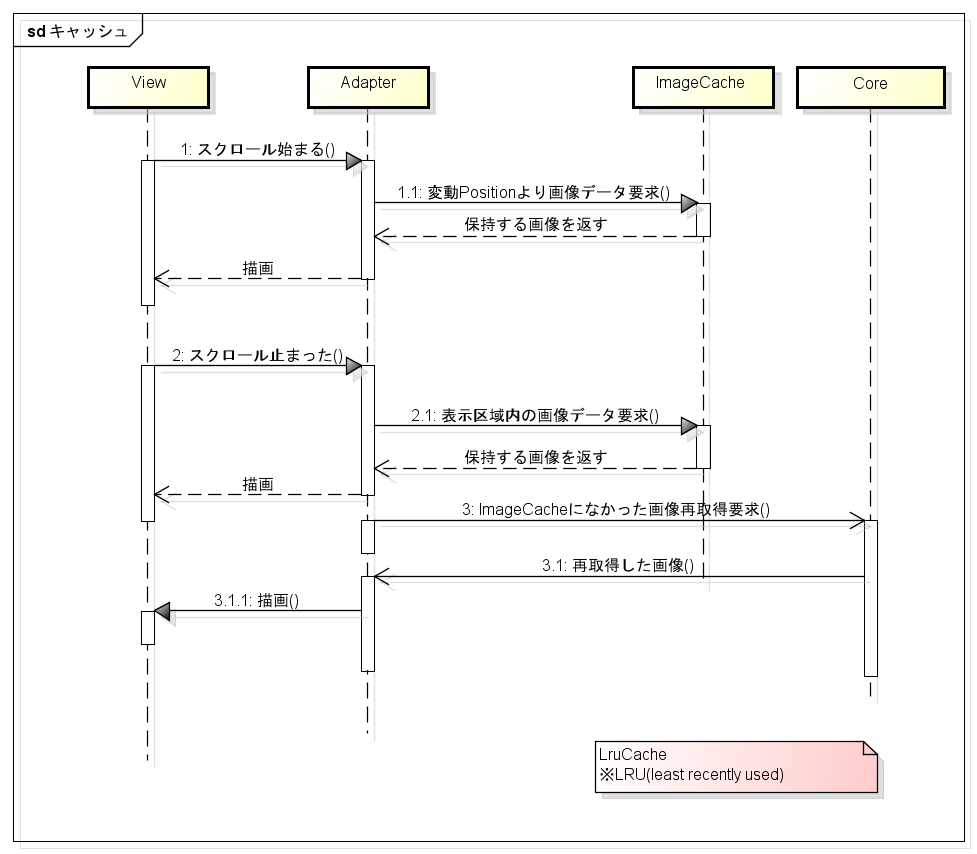 sd キャッシュ
View
Adapter
ImageCache
Core
1: スクロール始まる()
1.1: 変動Positionより画像データ要求()
保持する画像を返す
描画
2: スクロール止まった()
2.1: 表示区域内の画像データ要求()
保持する画像を返す
描画
3: ImageCacheになかった画像再取得要求()
3.1: 再取得した画像()
3.1.1: 描画()
LruCache
※LRU(least recently used)